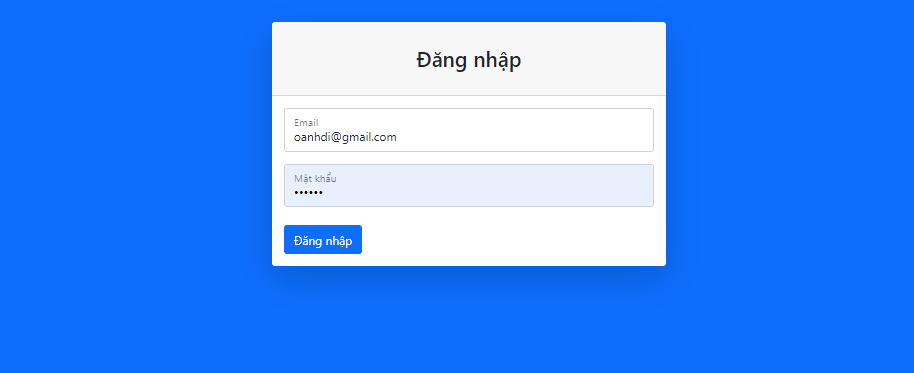 Đăng nhập
Email
oanhdi@gmail.com
Mật khẩu
••••••
Đăng nhập